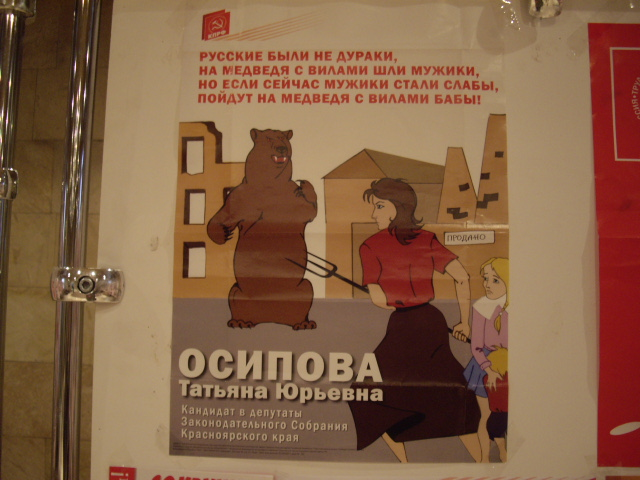 КПРФ
РУССКИЕ БЫЛИ НЕ ДУРАКИ,
НА МЕДВЕДЯ С ВИЛАМИ ШЛИ МУЖИКИ,
НО ЕСЛИ СЕЙЧАС МУЖИКИ СТАЛИ СЛАБЫ,
ПОЙДУТ НА МЕДВЕДЯ С ВИЛАМИ БАБЫ!
ПРОДАНО
ОСИПОВА
Татьяна Юрьевна
Кандидат в депутаты
Законодательного Собрания
Красноярского края